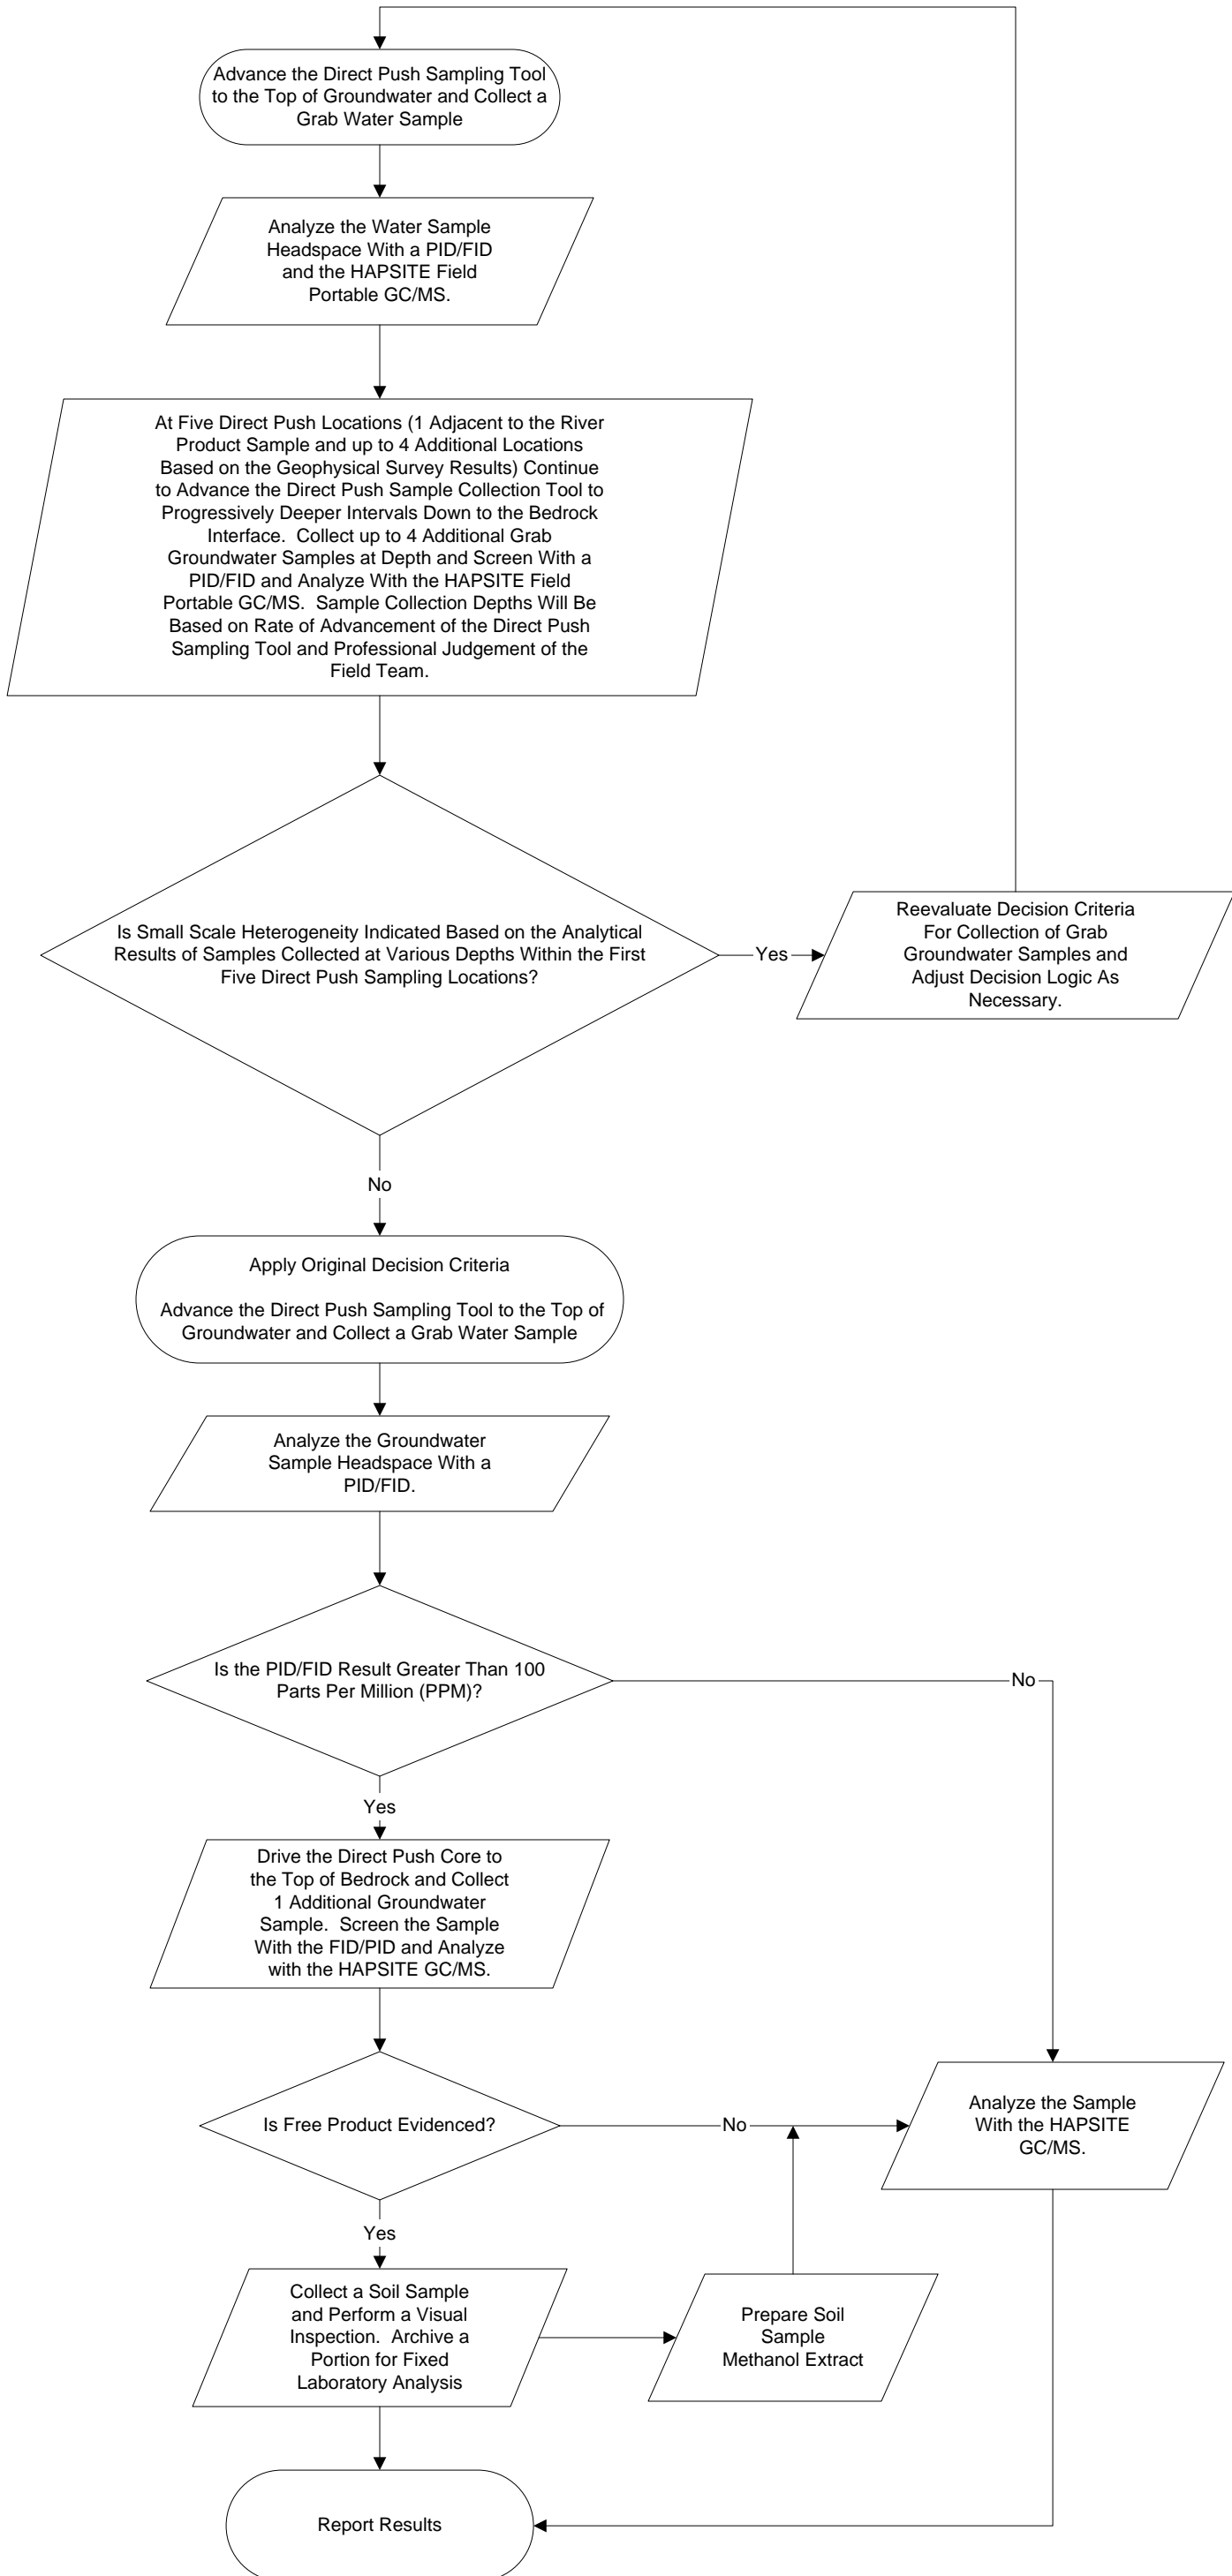 Advance the Direct Push Sampling Tool
to the Top of Groundwater and Collect a
Grab Water Sample
Analyze the Water Sample
Headspace With a PID/FID
and the HAPSITE Field
Portable GC/MS.
At Five Direct Push Locations (1 Adjacent to the River
Product Sample and up to 4 Additional Locations
Based on the Geophysical Survey Results) Continue
to Advance the Direct Push Sample Collection Tool to
Progressively Deeper Intervals Down to the Bedrock
Interface.  Collect up to 4 Additional Grab
Groundwater Samples at Depth and Screen With a
PID/FID and Analyze With the HAPSITE Field
Portable GC/MS.  Sample Collection Depths Will Be
Based on Rate of Advancement of the Direct Push
Sampling Tool and Professional Judgement of the
Field Team.
Is Small Scale Heterogeneity Indicated Based on the Analytical
Results of Samples Collected at Various Depths Within the First
Five Direct Push Sampling Locations?
Yes
Reevaluate Decision Criteria
For Collection of Grab
Groundwater Samples and
Adjust Decision Logic As
Necessary.
No
Apply Original Decision Criteria
Advance the Direct Push Sampling Tool to the Top of
Groundwater and Collect a Grab Water Sample
Analyze the Groundwater
Sample Headspace With a
PID/FID.
Is the PID/FID Result Greater Than 100
Parts Per Million (PPM)?
No
Yes
Drive the Direct Push Core to
the Top of Bedrock and Collect
1 Additional Groundwater
Sample.  Screen the Sample
With the FID/PID and Analyze
with the HAPSITE GC/MS.
Is Free Product Evidenced?
No
Analyze the Sample
With the HAPSITE
GC/MS.
Yes
Collect a Soil Sample
and Perform a Visual
Inspection.  Archive a
Portion for Fixed
Laboratory Analysis
Prepare Soil
Sample
Methanol Extract
Report Results